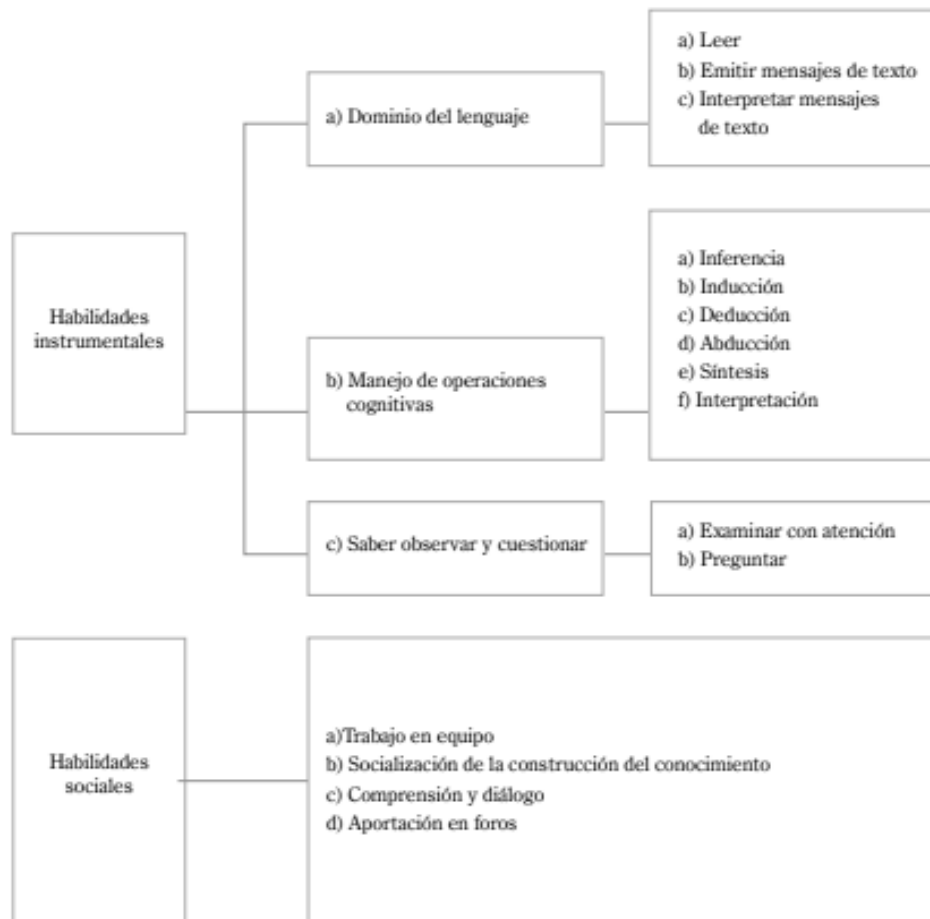 Habilidades
instrumentales
a) Dominio del lenguaje
a) Leer
b) Emitir mensajes de texto
c) Interpretar mensajes
de texto
b) Manejo de operaciones
cognitivas
a) Inferencia
b) Inducción
c) Deducción
d) Abducción
e) Síntesis
f) Interpretación
c) Saber observar y cuestionar
a) Examinar con atención
b) Preguntar
Habilidades
sociales
a)Trabajo en equipo
b) Socialización de la construcción del conocimiento
c) Comprensión y diálogo
d) Aportación en foros